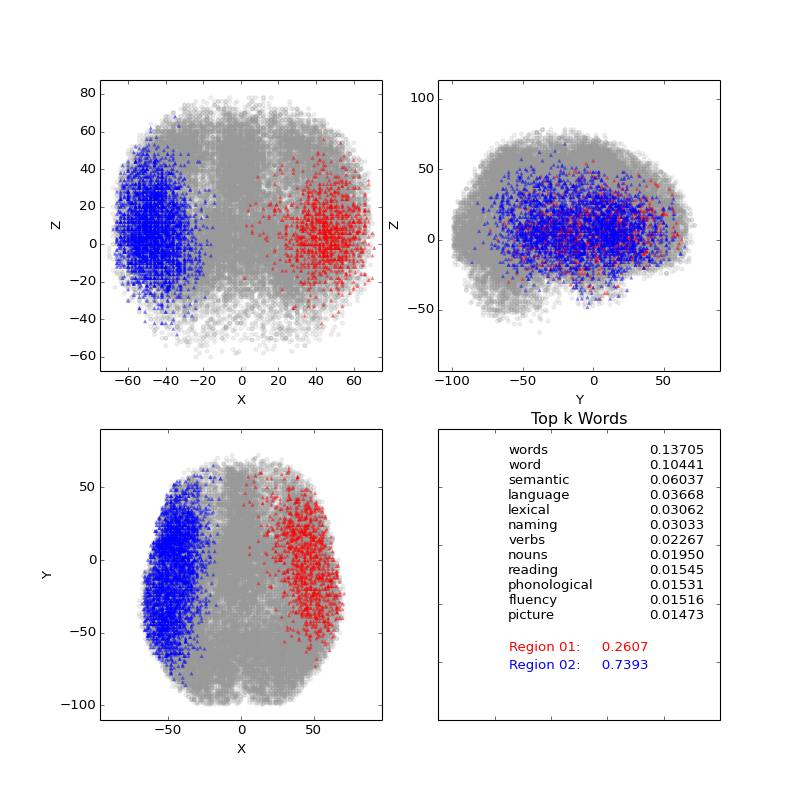 80
60
40
20
0
−20
−40
−60
Z
−60 −40 −20 0 20 40 60
X
100
50
0
−50
Z
−100 −50 0 50
Y
50
0
−50
−100
Y
−50 0 50
X
Top k Words
words 0.13705
word 0.10441
semantic 0.06037
language 0.03668
lexical 0.03062
naming 0.03033
verbs 0.02267
nouns 0.01950
reading 0.01545
phonological 0.01531
fluency 0.01516
picture 0.01473
Region 01: 0.2607
Region 02: 0.7393